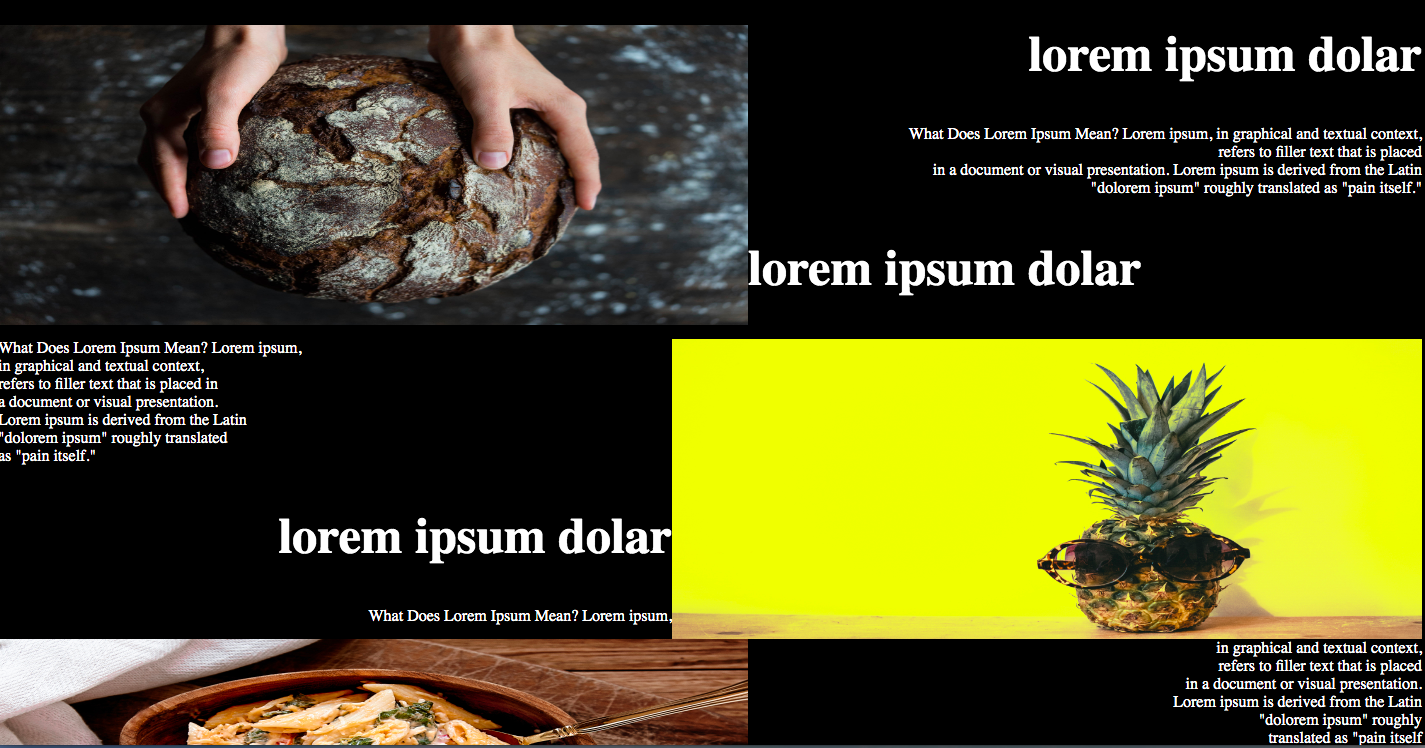 lorem ipsum dolar
What Does Lorem Ipsum Mean? Lorem ipsum, in graphical and textual context,
refers to filler text that is placed
in a document or visual presentation. Lorem ipsum is derived from the Latin
"dolorem ipsum" roughly translated as "pain itself."
lorem ipsum dolar
What Does Lorem Ipsum Mean? Lorem ipsum,
in graphical and textual context,
refers to filler text that is placed in
a document or visual presentation.
Lorem ipsum is derived from the Latin
"dolorem ipsum" roughly translated
as "pain itself."
lorem ipsum dolar
What Does Lorem Ipsum Mean? Lorem ipsum,
in graphical and textual context,
refers to filler text that is placed
in a document or visual presentation.
Lorem ipsum is derived from the Latin
"dolorem ipsum" roughly
translated as "pain itself